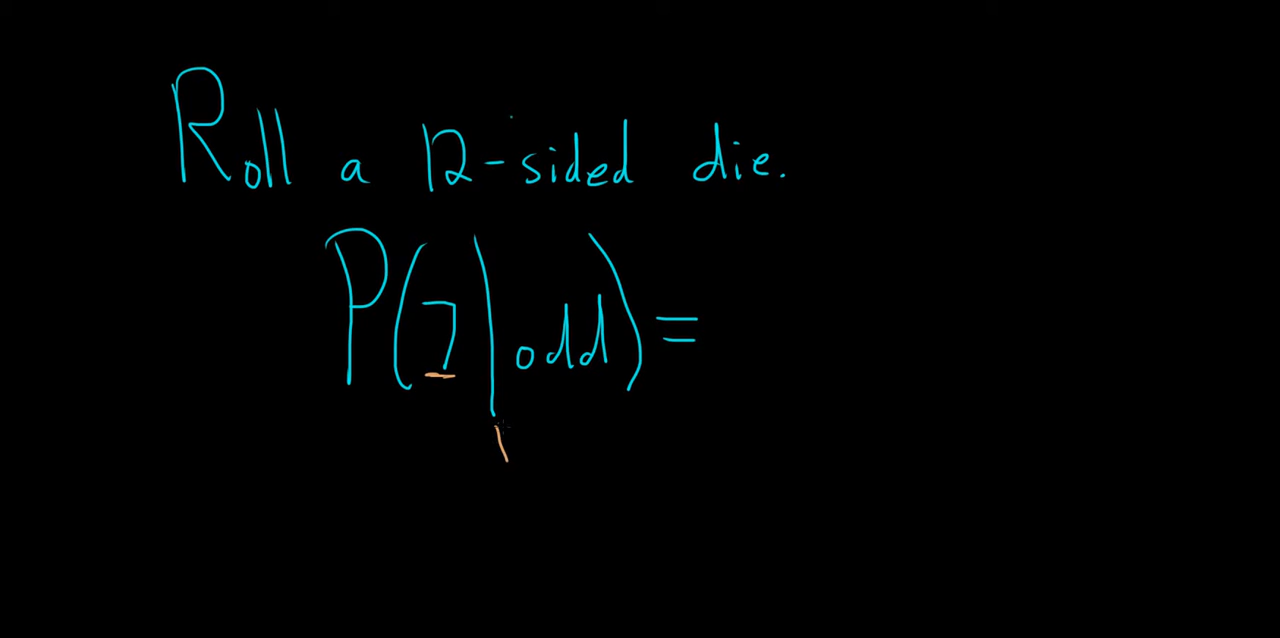 Roll a 12-sided die.
P(7|odd)=